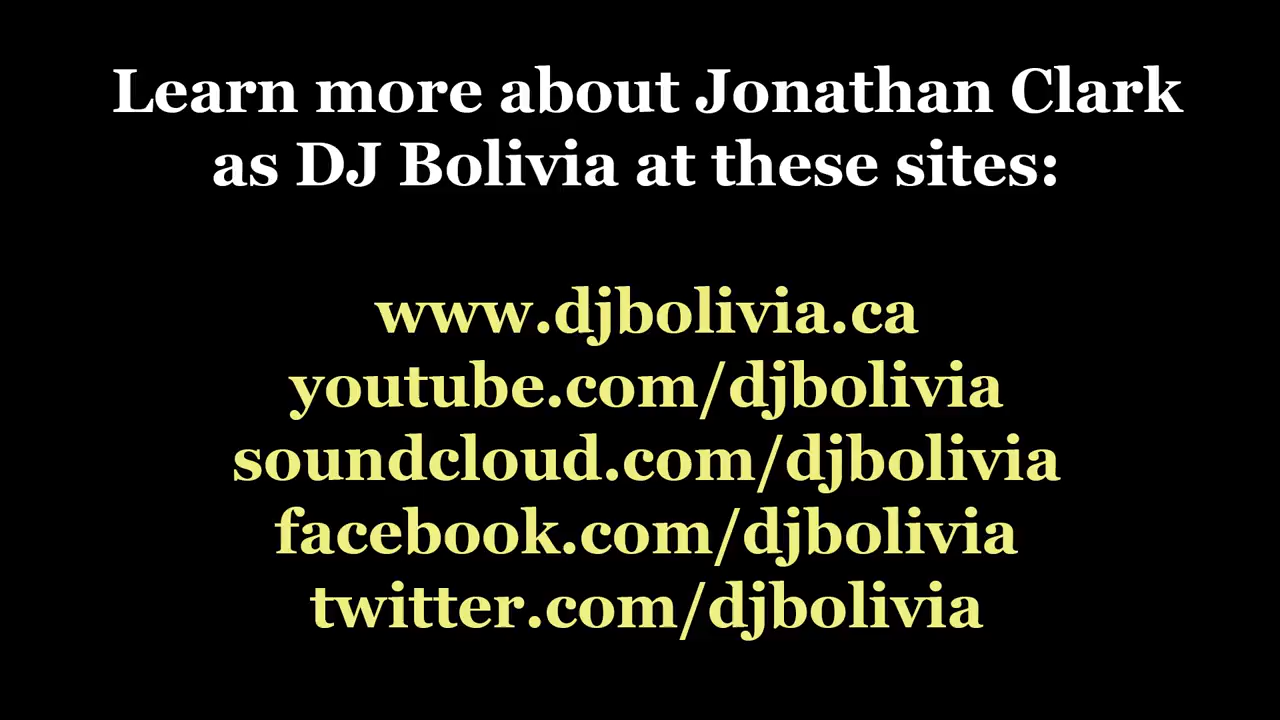 Learn more about Jonathan Clark
as DJ Bolivia at these sites:
www.djbolivia.ca
youtube.com/djbolivia
soundcloud.com/djbolivia
facebook.com/djbolivia
twitter.com/djbolivia